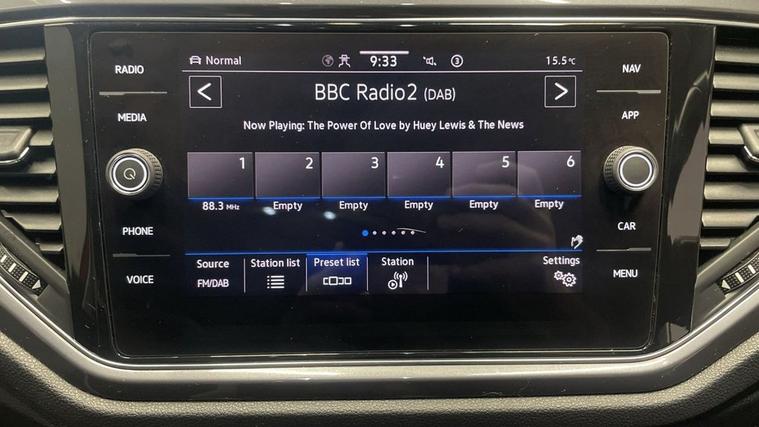 RADIO
MEDIA
PHONE
VOICE
Normal 9:33 3 15.5°C
< BBC Radio2 (DAB) >
Now Playing: The Power Of Love by Huey Lewis & The News
1 2 3 4 5 6
88.3 MHz Empty Empty Empty Empty Empty
Source Station list Preset list Station Settings
FM/DAB
NAV
APP
CAR
MENU